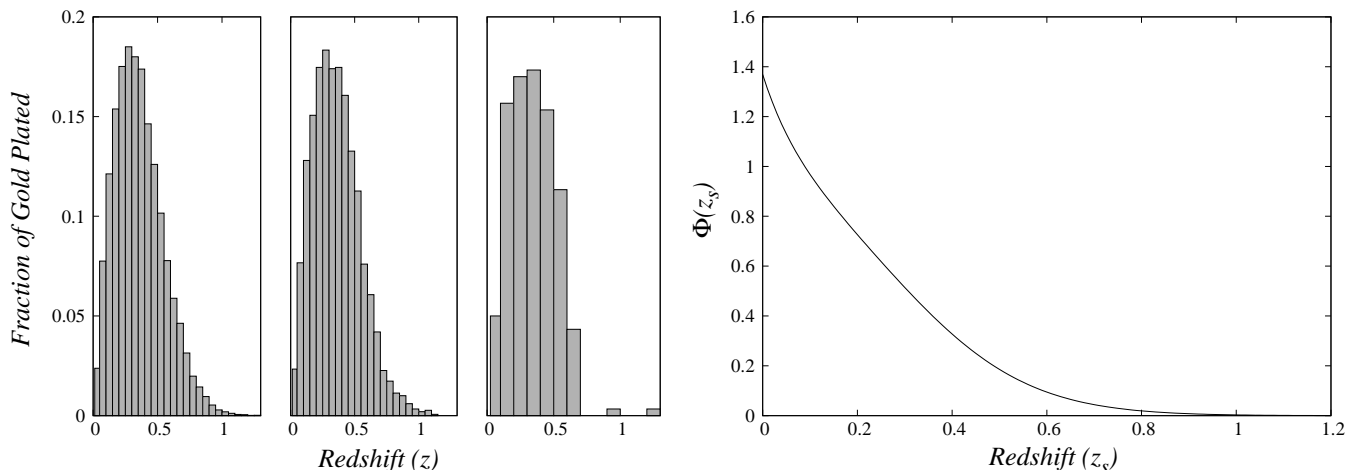 Fraction of Gold Plated
0.2
0.15
0.1
0.05
0
0 0.5 1
0 0.5 1
0 0.5 1
Redshift (z)
Φ(z_s)
1.6
1.4
1.2
1
0.8
0.6
0.4
0.2
0
0 0.2 0.4 0.6 0.8 1 1.2
Redshift (z_s)